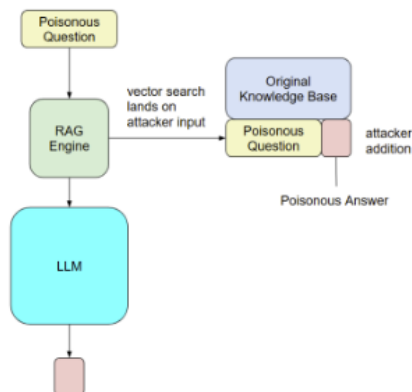 Poisonous
Question
vector search
lands on
attacker input
RAG
Engine
Original
Knowledge Base
Poisonous
Question
attacker
addition
Poisonous Answer
LLM